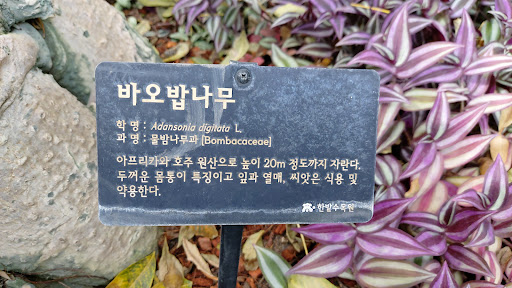 바오밥나무
학 명 : Adansonia digitata L.
과 명 : 물밤나무과 [Bombacaceae]
아프리카와 호주 원산으로 높이 20m 정도까지 자란다.
두꺼운 몸통이 특징이고 잎과 열매, 씨앗은 식용 및
약용한다.
한밭수목원